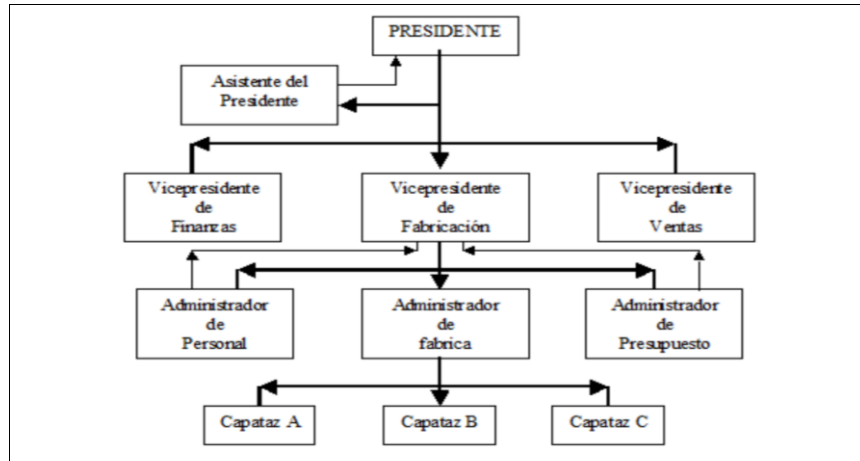 PRESIDENTE
Asistente del
Presidente
Vicepresidente
de
Finanzas
Vicepresidente
de
Fabricación
Vicepresidente
de
Ventas
Administrador
de
Personal
Administrador
de
fabrica
Administrador
de
Presupuesto
Capataz A
Capataz B
Capataz C